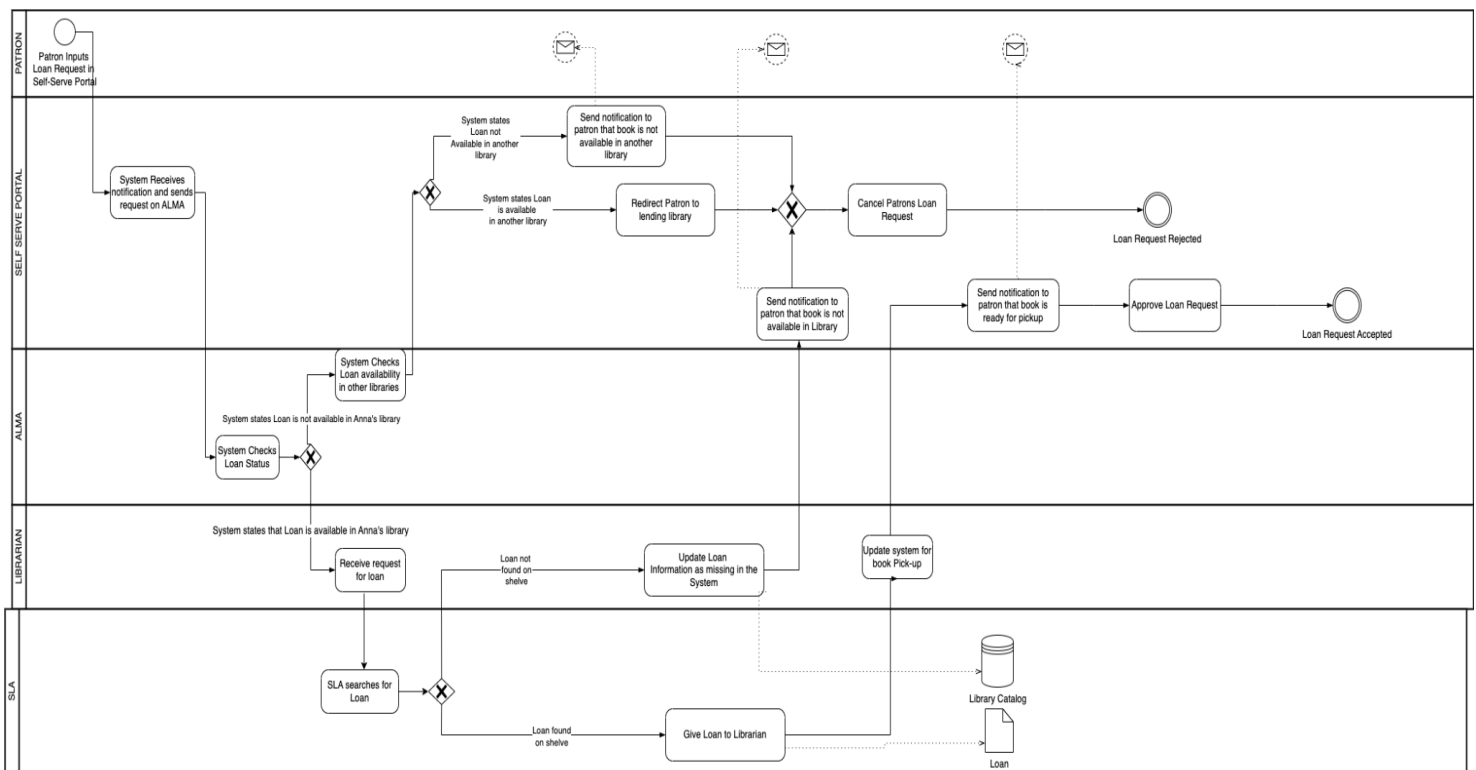 PATRON
Patron Inputs
Loan Request in
Self-Serve Portal
SELF SERVE PORTAL
System Receives
notification and sends
request on ALMA
System states
Loan not
Available in another
library
Send notification to
patron that book is not
available in another
library
System states Loan
is available
in another library
Redirect Patron to
lending library
Cancel Patrons Loan
Request
Loan Request Rejected
Send notification to
patron that book is not
available in Library
Send notification to
patron that book is
ready for pickup
Approve Loan Request
Loan Request Accepted
ALMA
System Checks
Loan availability
in other libraries
System states Loan is not available in Anna's library
System Checks
Loan Status
LIBRARIAN
System states that Loan is available in Anna's library
Receive request
for loan
Loan not
found on
shelve
Update Loan
Information as missing in the
System
Update system for
book Pick-up
SLA
SLA searches for
Loan
Loan found
on shelve
Give Loan to Librarian
Library Catalog
Loan